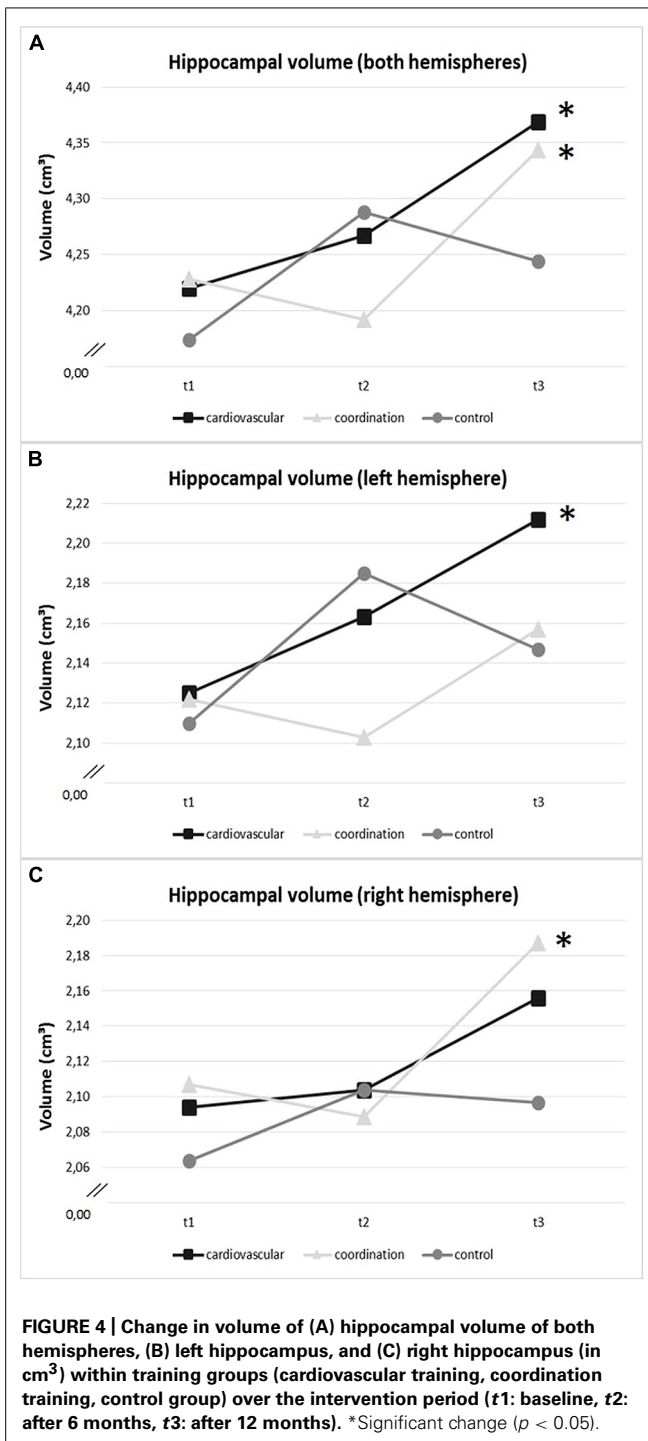 A
Hippocampal volume (both hemispheres)
Volume (cm³)
4,40
4,35
4,30
4,25
4,20
0,00
*
*
t1 t2 t3
cardiovascular coordination control
B
Hippocampal volume (left hemisphere)
Volume (cm³)
2,22
2,20
2,18
2,16
2,14
2,12
2,10
0,00
*
t1 t2 t3
cardiovascular coordination control
C
Hippocampal volume (right hemisphere)
Volume (cm³)
2,20
2,18
2,16
2,14
2,12
2,10
2,08
2,06
0,00
*
t1 t2 t3
cardiovascular coordination control
FIGURE 4 | Change in volume of (A) hippocampal volume of both
hemispheres, (B) left hippocampus, and (C) right hippocampus (in
cm³) within training groups (cardiovascular training, coordination
training, control group) over the intervention period (t1: baseline, t2:
after 6 months, t3: after 12 months). *Significant change (p < 0.05).